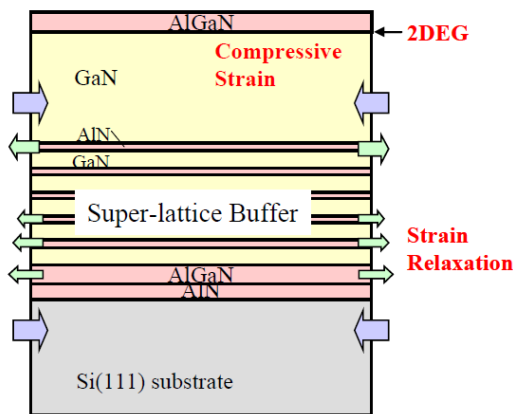 AlGaN
2DEG
Compressive
Strain
GaN
AlN
GaN
Super-lattice Buffer
Strain
Relaxation
AlGaN
AlN
Si(111) substrate